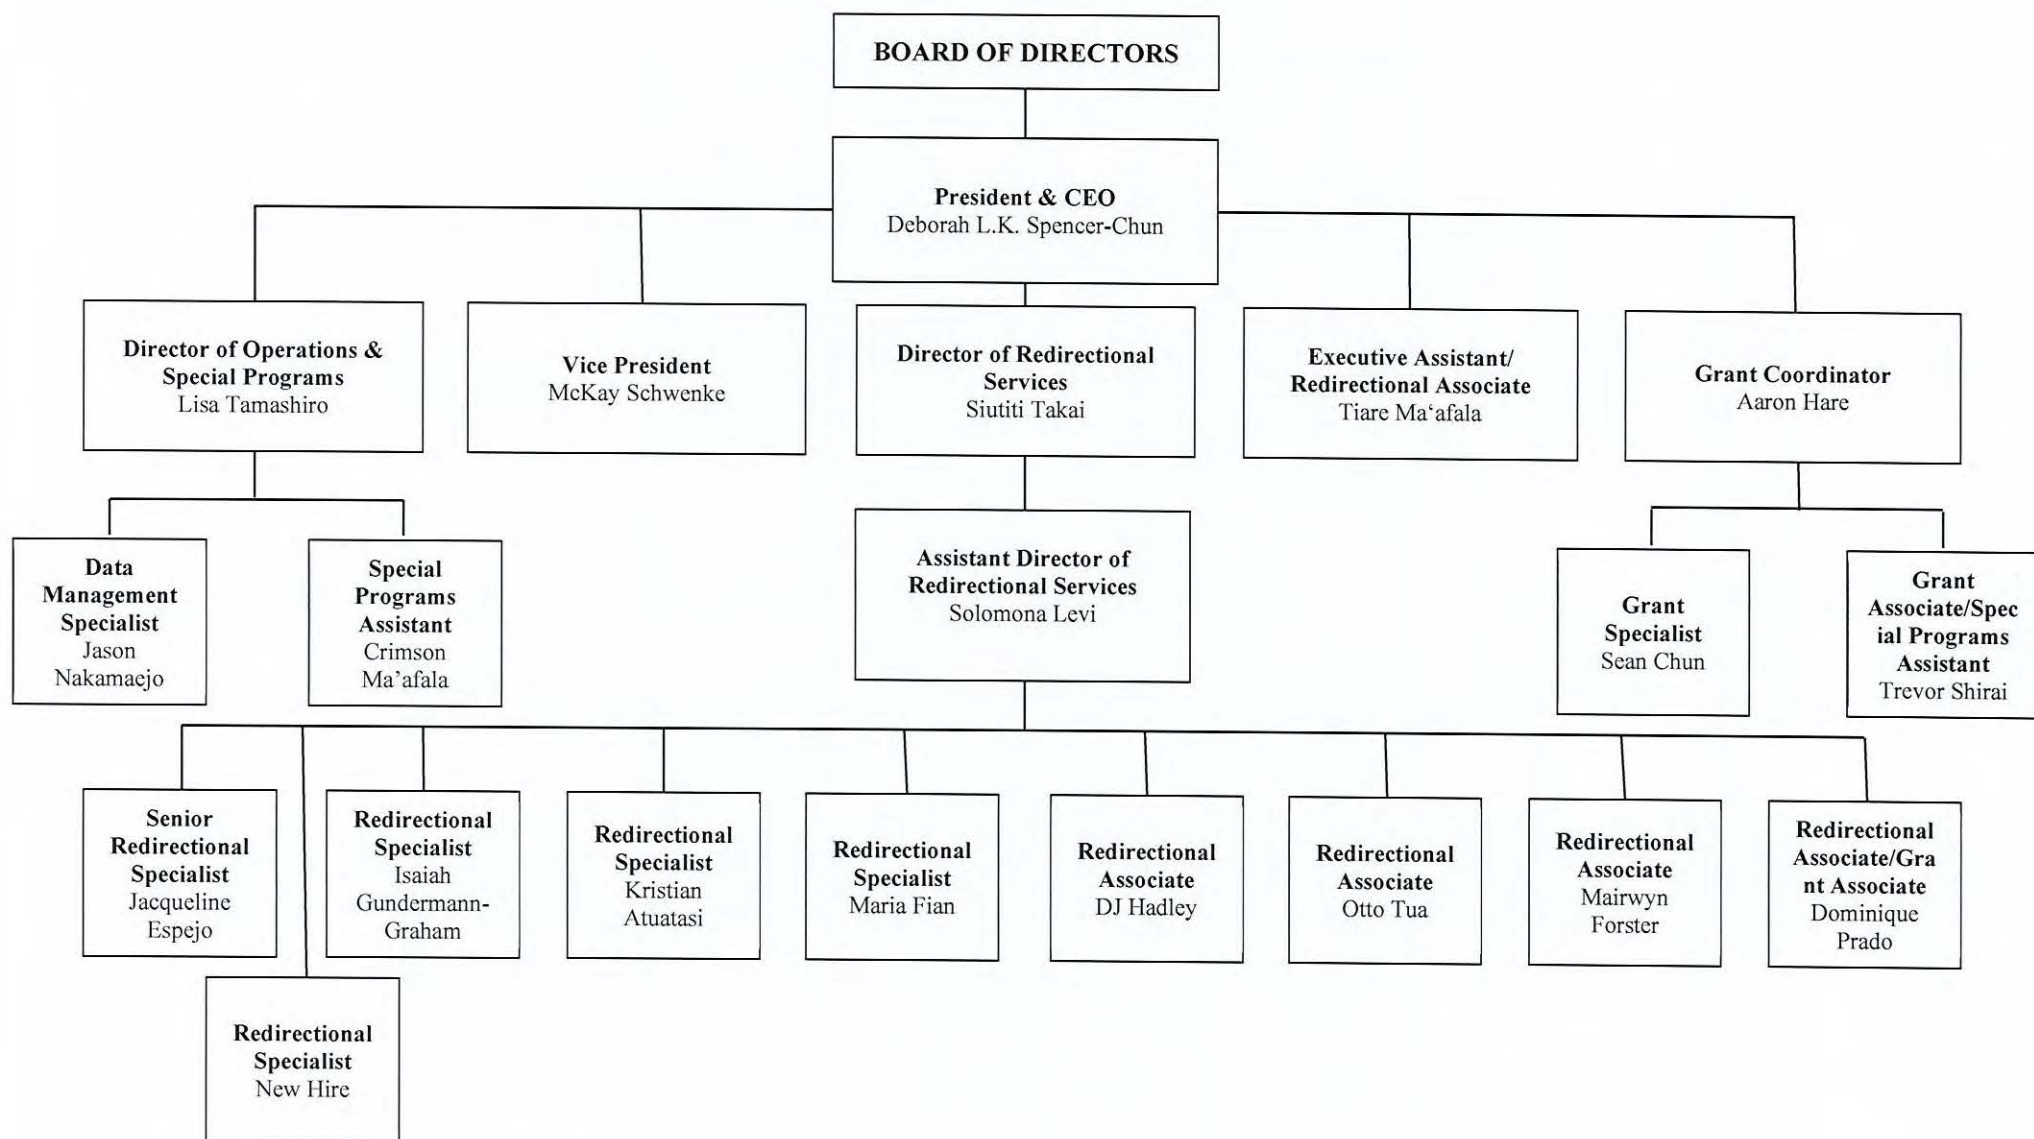 BOARD OF DIRECTORS
President & CEO
Deborah L.K. Spencer-Chun
Director of Operations &
Special Programs
Lisa Tamashiro
Vice President
McKay Schwenke
Director of Redirectional
Services
Siutiti Takai
Executive Assistant/
Redirectional Associate
Tiare Ma‘afala
Grant Coordinator
Aaron Hare
Data
Management
Specialist
Jason
Nakamaejo
Special
Programs
Assistant
Crimson
Ma’afala
Assistant Director of
Redirectional Services
Solomona Levi
Grant
Specialist
Sean Chun
Grant
Associate/Spec
ial Programs
Assistant
Trevor Shirai
Senior
Redirectional
Specialist
Jacqueline
Espejo
Redirectional
Specialist
Isaiah
Gundermann-
Graham
Redirectional
Specialist
Kristian
Atuatasi
Redirectional
Specialist
Maria Fian
Redirectional
Associate
DJ Hadley
Redirectional
Associate
Otto Tua
Redirectional
Associate
Mairwyn
Forster
Redirectional
Associate/Gra
nt Associate
Dominique
Prado
Redirectional
Specialist
New Hire